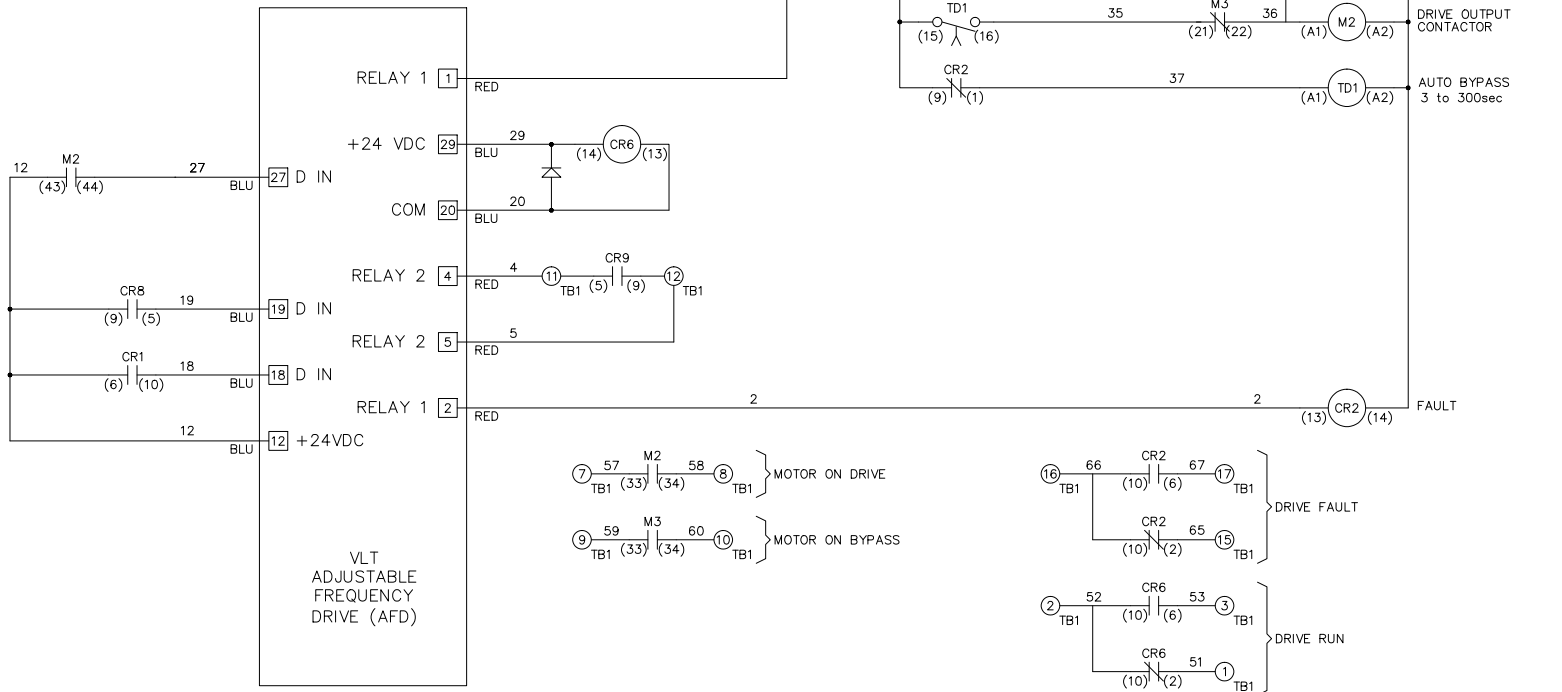 TD1
(15) (16)
35
M3
(21) (22)
36
(A1) M2 (A2)
DRIVE OUTPUT
CONTACTOR
RELAY 1 1
RED
CR2
(9) (1)
37
(A1) TD1 (A2)
AUTO BYPASS
3 to 300sec
+24 VDC 29
29
BLU
(14) CR6 (13)
12
M2
(43) (44)
27
BLU
27 D IN
COM 20
20
BLU
RELAY 2 4
4
RED
11
TB1
CR9
(5) (9)
12
TB1
CR8
(9) (5)
19
BLU
19 D IN
RELAY 2 5
5
RED
CR1
(6) (10)
18
BLU
18 D IN
RELAY 1 2
RED
2
2
(13) CR2 (14)
FAULT
12
BLU
12 +24VDC
7
TB1
57
M2
(33) (34)
58
8
TB1
MOTOR ON DRIVE
16
TB1
66
CR2
(10) (6)
67
17
TB1
DRIVE FAULT
9
TB1
59
M3
(33) (34)
60
10
TB1
MOTOR ON BYPASS
CR2
(10) (2)
65
15
TB1
VLT
ADJUSTABLE
FREQUENCY
DRIVE (AFD)
2
TB1
52
CR6
(10) (6)
53
3
TB1
DRIVE RUN
CR6
(10) (2)
51
1
TB1